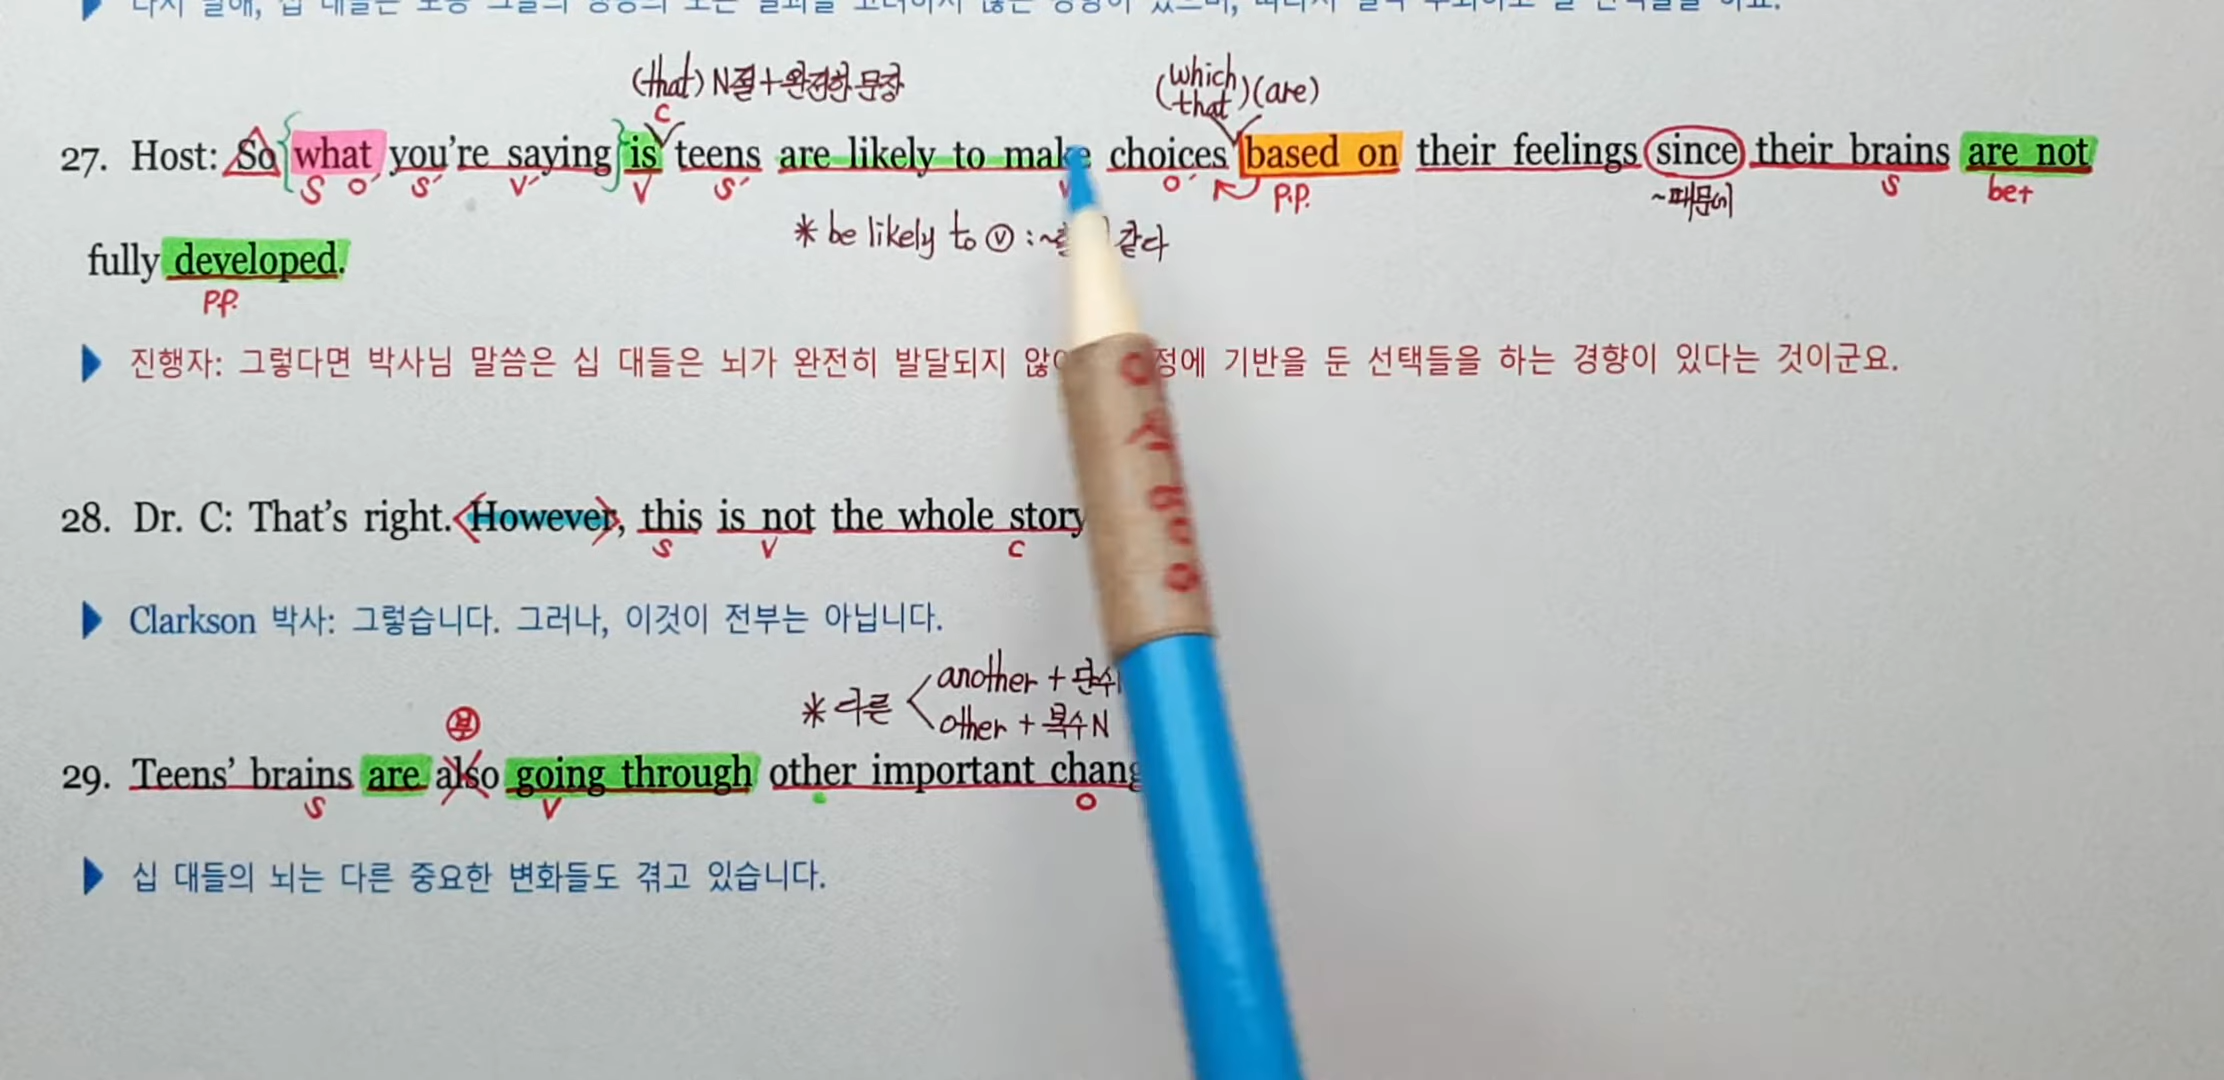 (that) N절+완전한 문장
(which that)(are)
C
27. Host: So what you're saying is teens are likely to make choices based on their feelings since their brains are not
S O' S' V' V S' O' P.P. ~때문에 S be+
* be likely to ⓥ : 같다
fully developed.
P.P.
진행자: 그렇다면 박사님 말씀은 십 대들은 뇌가 완전히 발달되지 기반을 둔 선택들을 하는 경향이 있다는 것이군요.
28. Dr. C: That's right. However, this is not the whole story
S V C
Clarkson 박사: 그렇습니다. 그러나, 이것이 전부는 아닙니다.
* 다른 another + 단수
other + 복수N
부
29. Teens' brains are also going through other important
S V O
십 대들의 뇌는 다른 중요한 변화들도 겪고 있습니다.